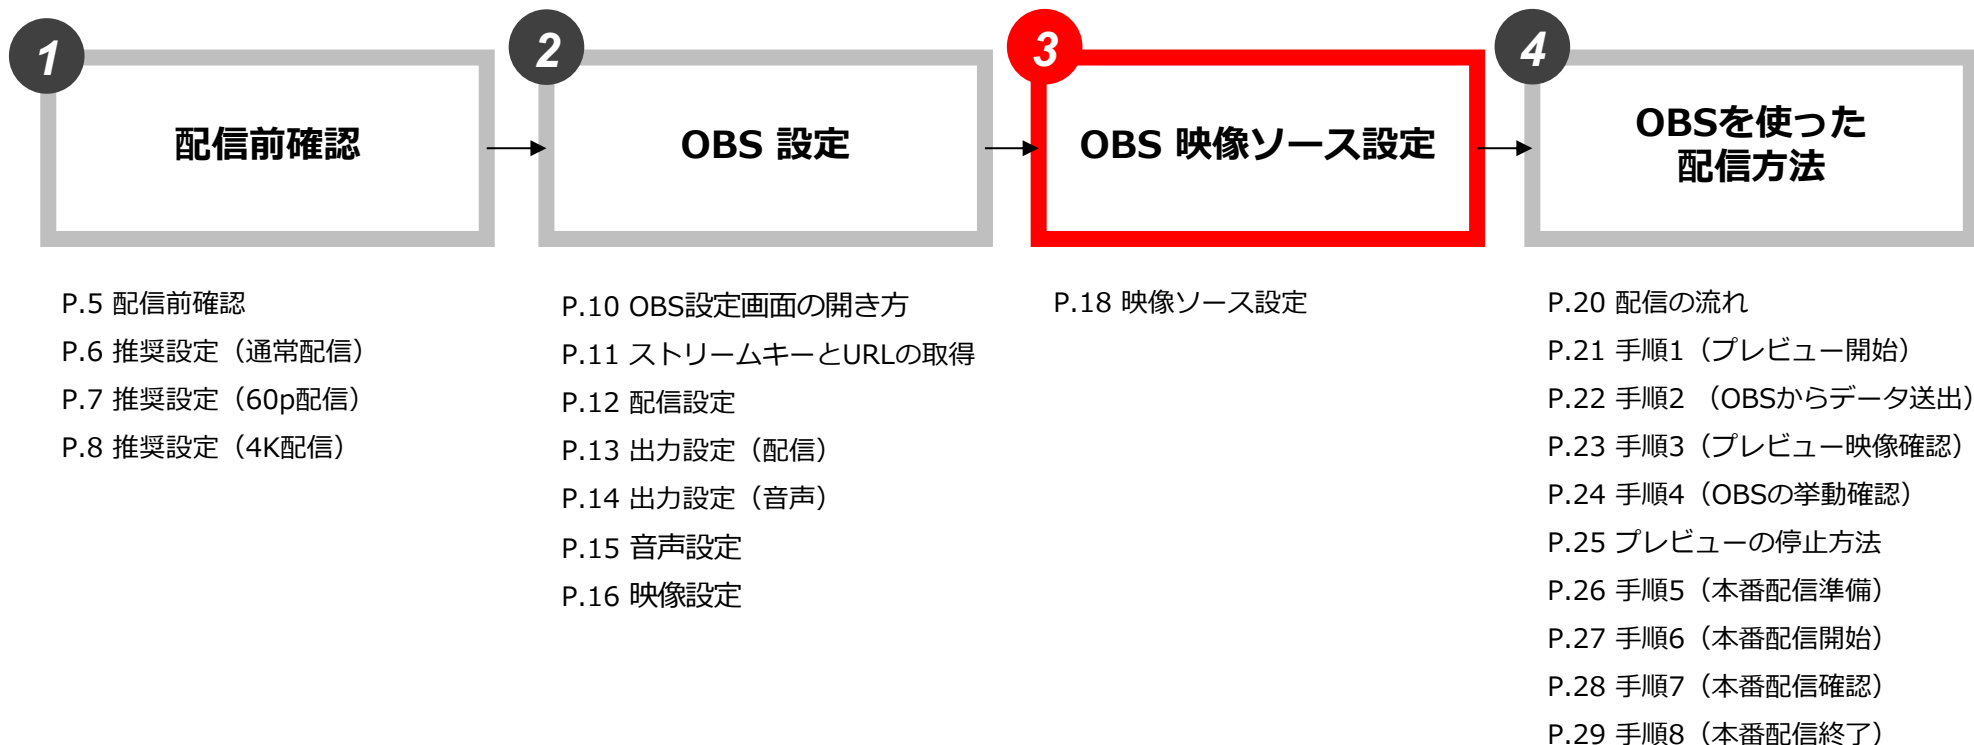 1
配信前確認
P.5 配信前確認
P.6 推奨設定（通常配信）
P.7 推奨設定（60p配信）
P.8 推奨設定（4K配信）
2
OBS 設定
P.10 OBS設定画面の開き方
P.11 ストリームキーとURLの取得
P.12 配信設定
P.13 出力設定（配信）
P.14 出力設定（音声）
P.15 音声設定
P.16 映像設定
3
OBS 映像ソース設定
P.18 映像ソース設定
4
OBSを使った
配信方法
P.20 配信の流れ
P.21 手順1（プレビュー開始）
P.22 手順2 （OBSからデータ送出）
P.23 手順3（プレビュー映像確認）
P.24 手順4（OBSの挙動確認）
P.25 プレビューの停止方法
P.26 手順5（本番配信準備）
P.27 手順6（本番配信開始）
P.28 手順7（本番配信確認）
P.29 手順8（本番配信終了）